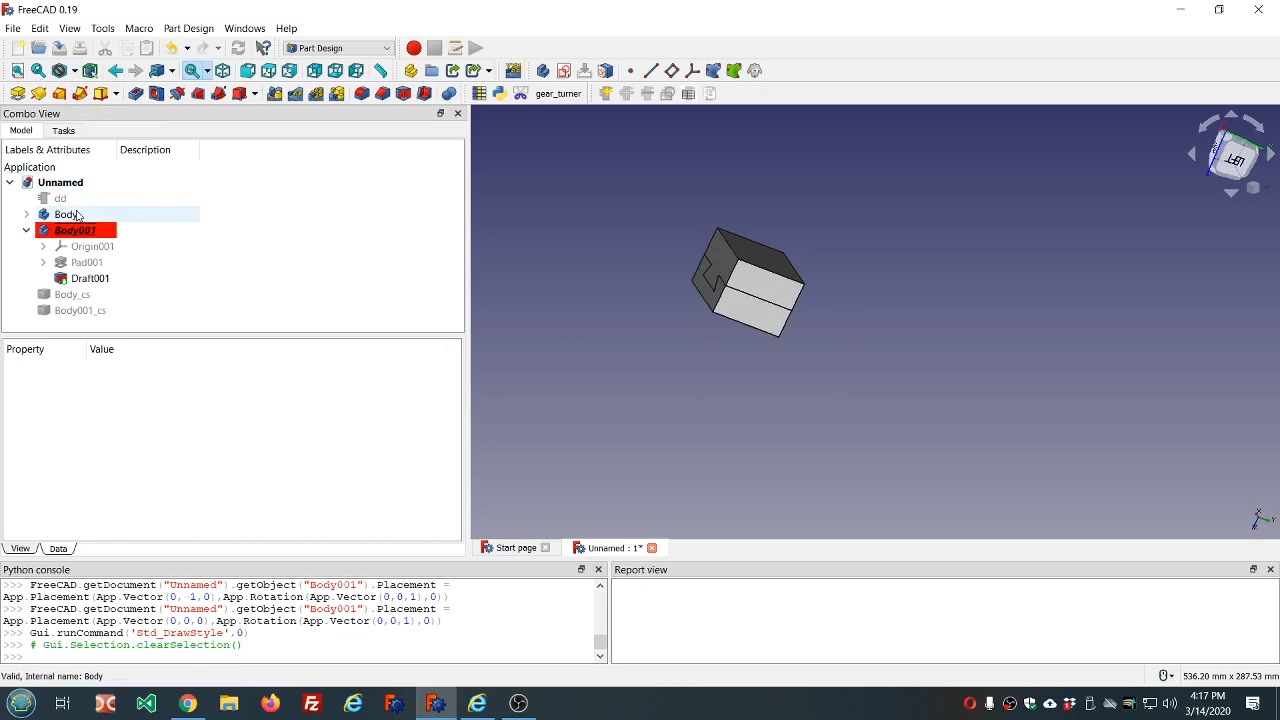 FreeCAD 0.19
File Edit View Tools Macro Part Design Windows Help
Part Design
gear_turner
Combo View
Model Tasks
Labels & Attributes Description
Application
Unnamed
dd
Body
Body001
Origin001
Pad001
Draft001
Body_cs
Body001_cs
Property Value
View Data
Start page Unnamed : 1*
Python console
Report view
>>> FreeCAD.getDocument("Unnamed").getObject("Body001").Placement =
App.Placement(App.Vector(0,-1,0),App.Rotation(App.Vector(0,0,1),0))
>>> FreeCAD.getDocument("Unnamed").getObject("Body001").Placement =
App.Placement(App.Vector(0,0,0),App.Rotation(App.Vector(0,0,1),0))
>>> Gui.runCommand('Std_DrawStyle',0)
>>> # Gui.Selection.clearSelection()
>>>
Valid, Internal name: Body
536.20 mm x 287.53 mm
4:17 PM
3/14/2020